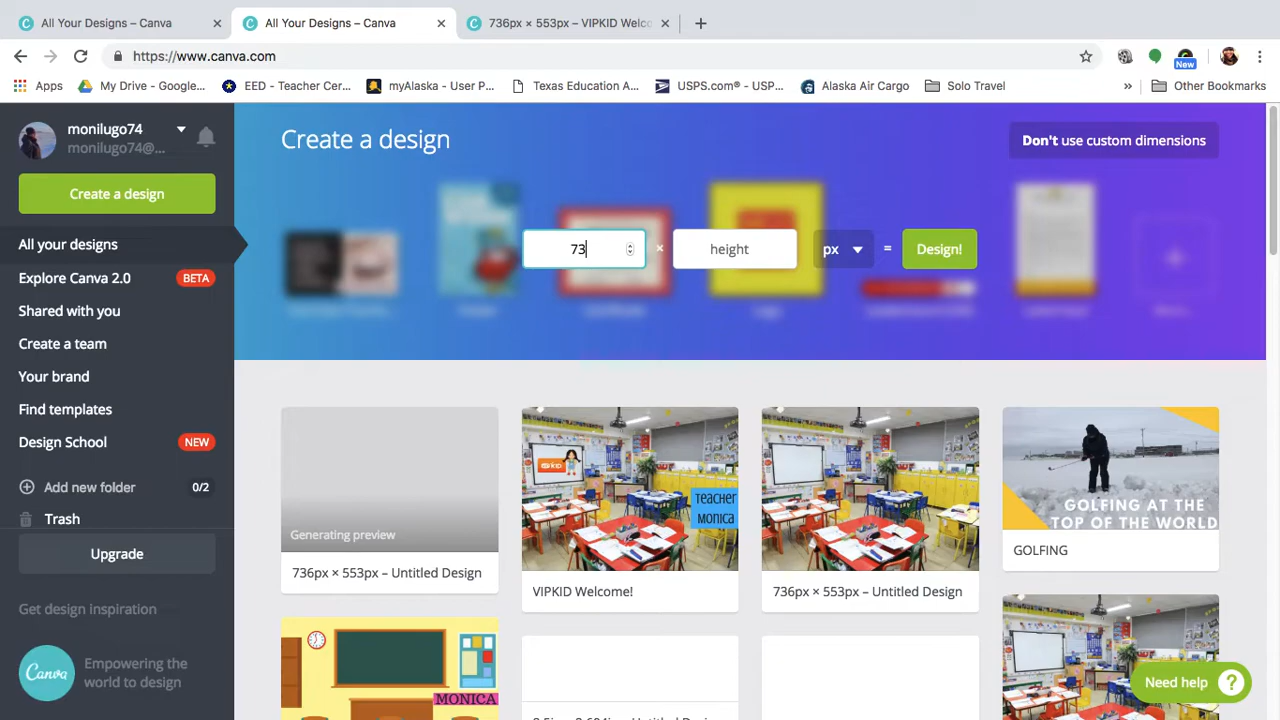 All Your Designs – Canva
All Your Designs – Canva
736px × 553px – VIPKID Welco
https://www.canva.com
New
Apps
My Drive - Google...
EED - Teacher Cer...
myAlaska - User P...
Texas Education A...
USPS.com® - USP...
Alaska Air Cargo
Solo Travel
»
Other Bookmarks
monilugo74
monilugo74@...
Create a design
All your designs
Explore Canva 2.0
BETA
Shared with you
Create a team
Your brand
Find templates
Design School
NEW
Add new folder
0/2
Trash
Upgrade
Get design inspiration
Canva
Empowering the
world to design
Create a design
Don't use custom dimensions
73
×
height
px
=
Design!
Generating preview
736px × 553px – Untitled Design
VIPKID
Teacher
Monica
VIPKID Welcome!
736px × 553px – Untitled Design
GOLFING AT THE
TOP OF THE WORLD
GOLFING
MONICA
Need help
?